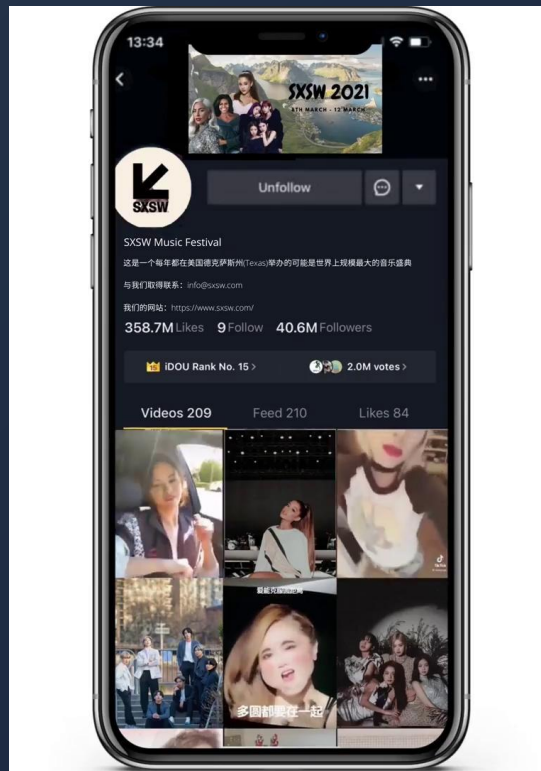 13:34
SXSW 2021
8TH MARCH - 12 MARCH
Unfollow
SXSW
SXSW Music Festival
这是一个每年都在美国德克萨斯州(Texas)举办的可能是世界上规模最大的音乐盛典
与我们取得联系：info@sxsw.com
我们的网站：https://www.sxsw.com/
358.7M Likes 9 Follow 40.6M Followers
15 iDOU Rank No. 15 > 2.0M votes >
Videos 209 Feed 210 Likes 84
多圆都要在一起